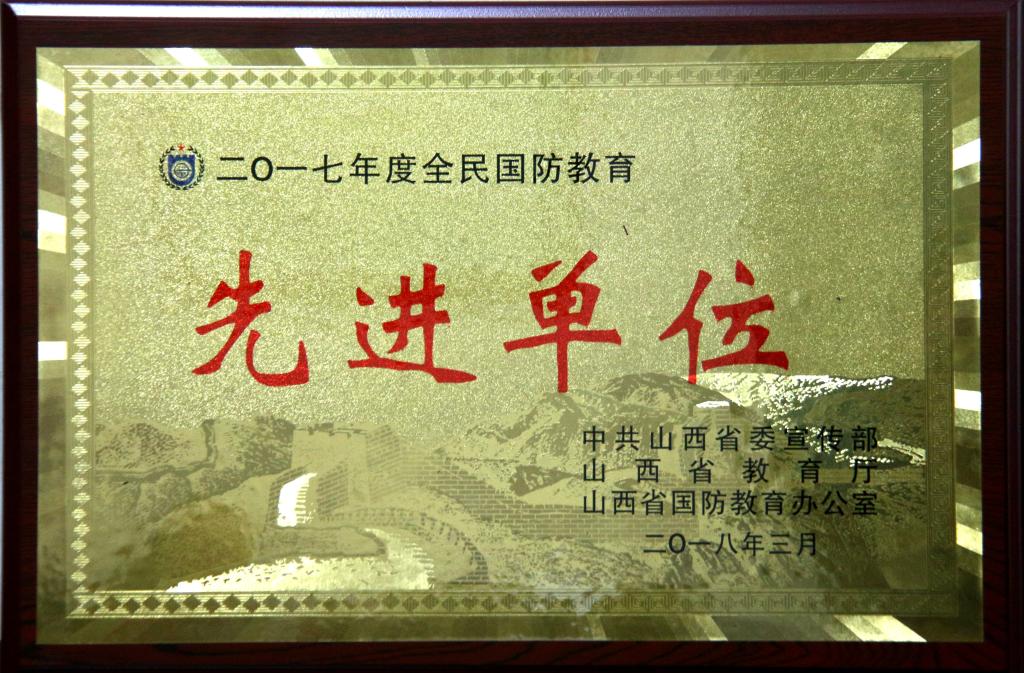 二〇一七年度全民国防教育
先进单位
中共山西省委宣传部
山西省教育厅
山西省国防教育办公室
二〇一八年三月